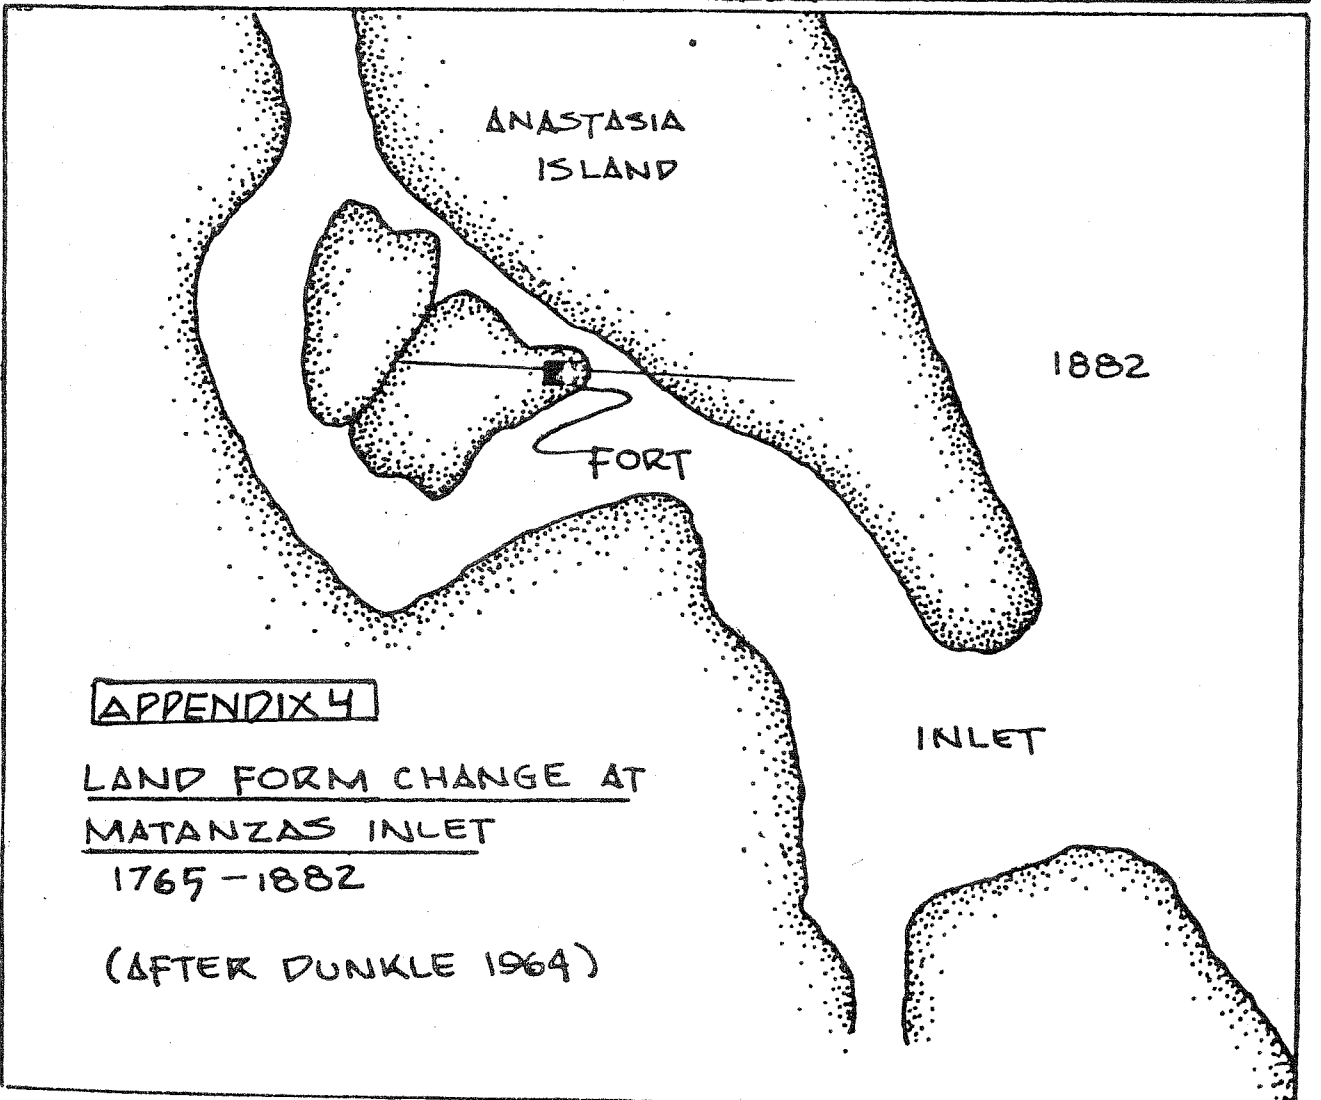 ANASTASIA
ISLAND
1882
FORT
INLET
APPENDIX 4
LAND FORM CHANGE AT
MATANZAS INLET
1765-1882
(AFTER DUNKLE 1964)